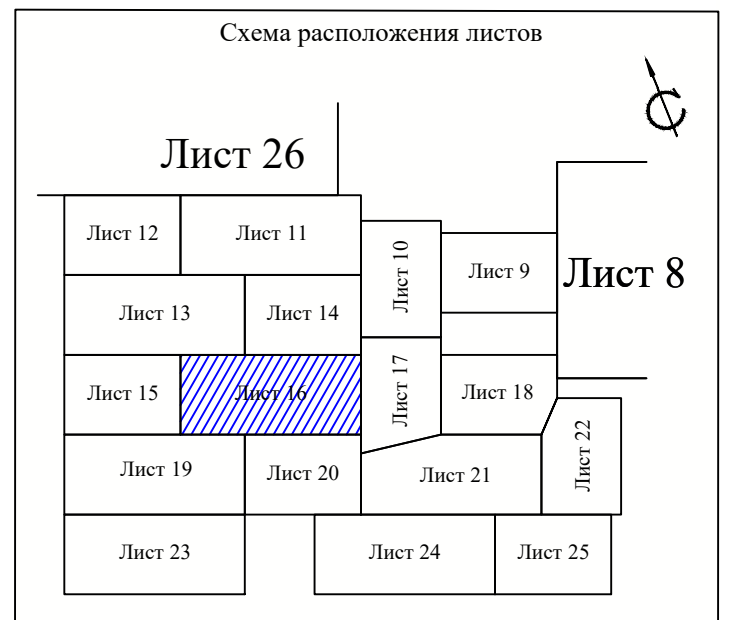 Схема расположения листов
Лист 26
Лист 12
Лист 11
Лист 10
Лист 9
Лист 8
Лист 13
Лист 14
Лист 15
Лист 16
Лист 17
Лист 18
Лист 19
Лист 20
Лист 21
Лист 22
Лист 23
Лист 24
Лист 25